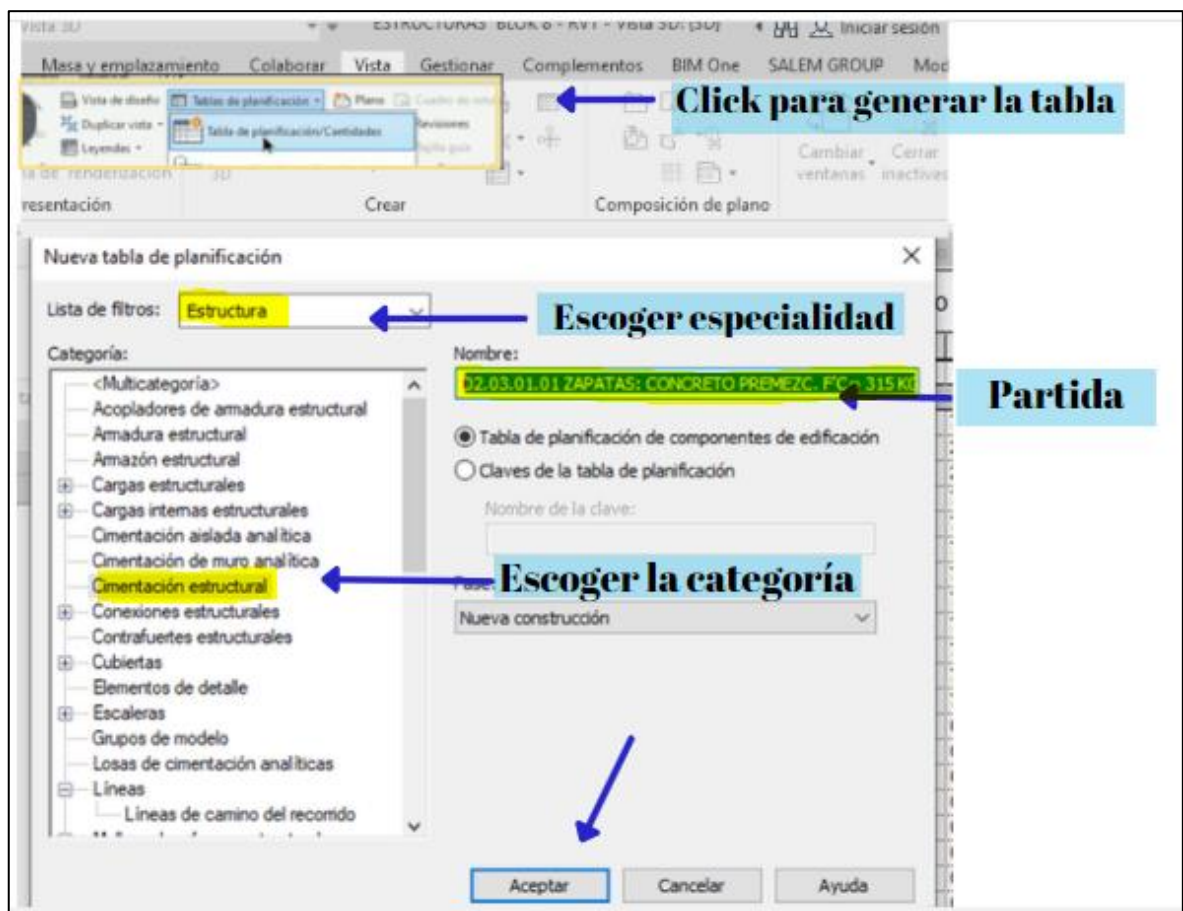 Vista 3D ESTRUCTURAS BLOK 8 - RVT - Vista 3D: {3D} Iniciar sesión
Masa y emplazamiento Colaborar Vista Gestionar Complementos BIM One SALEM GROUP Mod
Vista de diseño Tablas de planificación Plano
Click para generar la tabla
Duplicar vista Tabla de planificación/Cantidades Revisiones
Leyendas
Cambiar Cerrar
ventanas inactivas
de renderización 3D
resentación Crear Composición de plano
Nueva tabla de planificación
Lista de filtros: Estructura
Escoger especialidad
Categoría: Nombre:
<Multicategoría>
02.03.01.01 ZAPATAS: CONCRETO PREMEZC. F'C 315 KG
Partida
Acopladores de armadura estructural
Armadura estructural
Tabla de planificación de componentes de edificación
Armazón estructural
Claves de la tabla de planificación
Cargas estructurales
Cargas internas estructurales
Nombre de la clave:
Cimentación aislada analítica
Cimentación de muro analítica
Escoger la categoría
Cimentación estructural
Conexiones estructurales
Nueva construcción
Contrafuertes estructurales
Cubiertas
Elementos de detalle
Escaleras
Grupos de modelo
Losas de cimentación analíticas
Líneas
Líneas de camino del recorrido
Aceptar Cancelar Ayuda